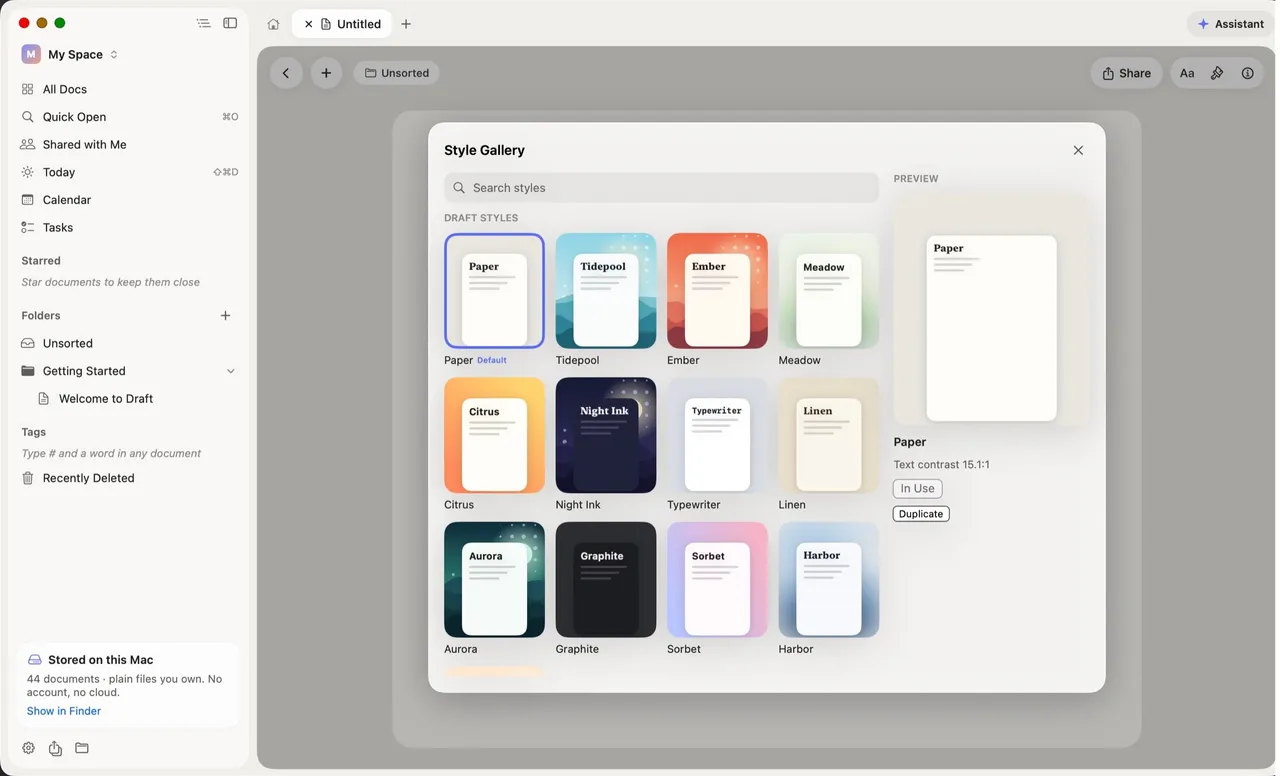 M My Space
All Docs
Quick Open ⌘O
Shared with Me
Today ⇧⌘D
Calendar
Tasks
Starred
Star documents to keep them close
Folders
Unsorted
Getting Started
Welcome to Draft
Tags
Type # and a word in any document
Recently Deleted
Stored on this Mac
44 documents · plain files you own. No
account, no cloud.
Show in Finder
Untitled
Assistant
Unsorted
Share
Aa
Style Gallery
Search styles
DRAFT STYLES
Paper
Tidepool
Ember
Meadow
Paper Default
Tidepool
Ember
Meadow
Citrus
Night Ink
Typewriter
Linen
Citrus
Night Ink
Typewriter
Linen
Aurora
Graphite
Sorbet
Harbor
Aurora
Graphite
Sorbet
Harbor
PREVIEW
Paper
Paper
Text contrast 15.1:1
In Use
Duplicate